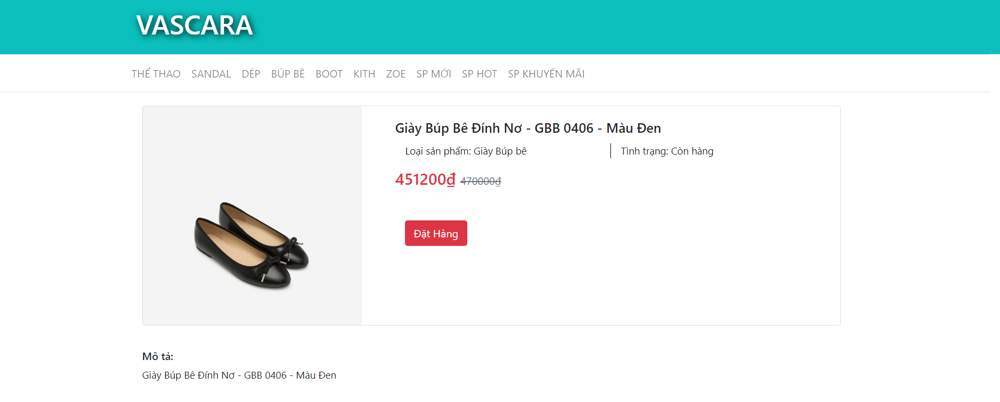 VASCARA
THỂ THAO SANDAL DÉP BÚP BÊ BOOT KITH ZOE SP MỚI SP HOT SP KHUYẾN MÃI
Giày Búp Bê Đính Nơ - GBB 0406 - Màu Đen
Loại sản phẩm: Giày Búp bê Tình trạng: Còn hàng
451200₫ 470000₫
Đặt Hàng
Mô tả:
Giày Búp Bê Đính Nơ - GBB 0406 - Màu Đen